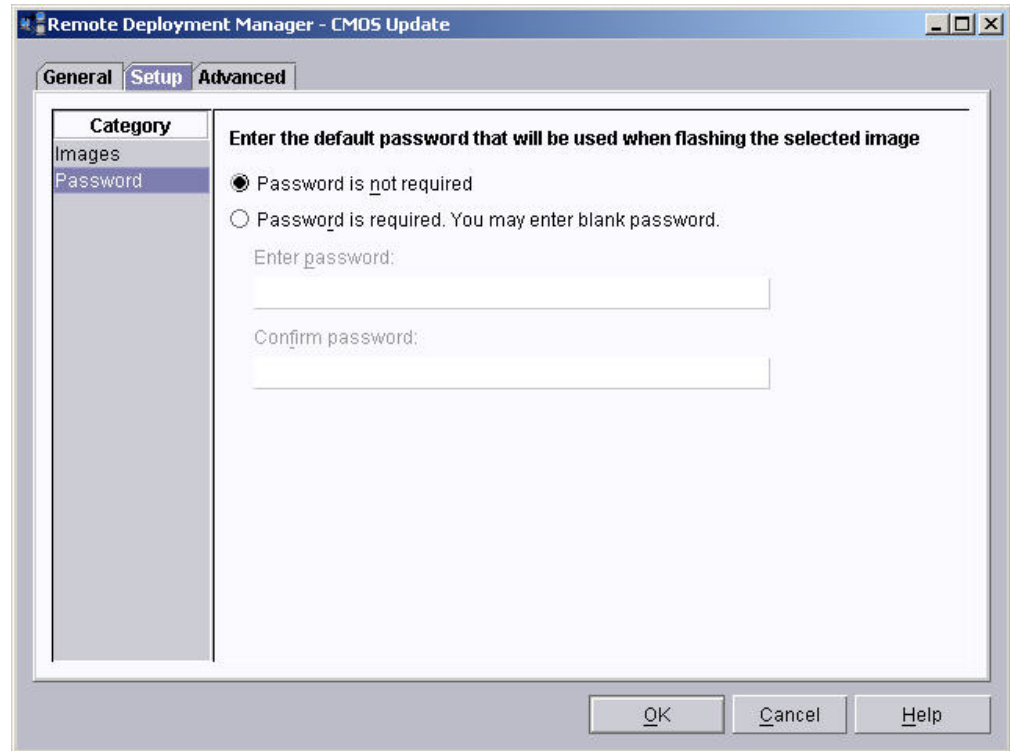 Remote Deployment Manager - CMOS Update
General Setup Advanced
Category
Images
Password
Enter the default password that will be used when flashing the selected image
Password is not required
Password is required. You may enter blank password.
Enter password:
Confirm password:
OK Cancel Help